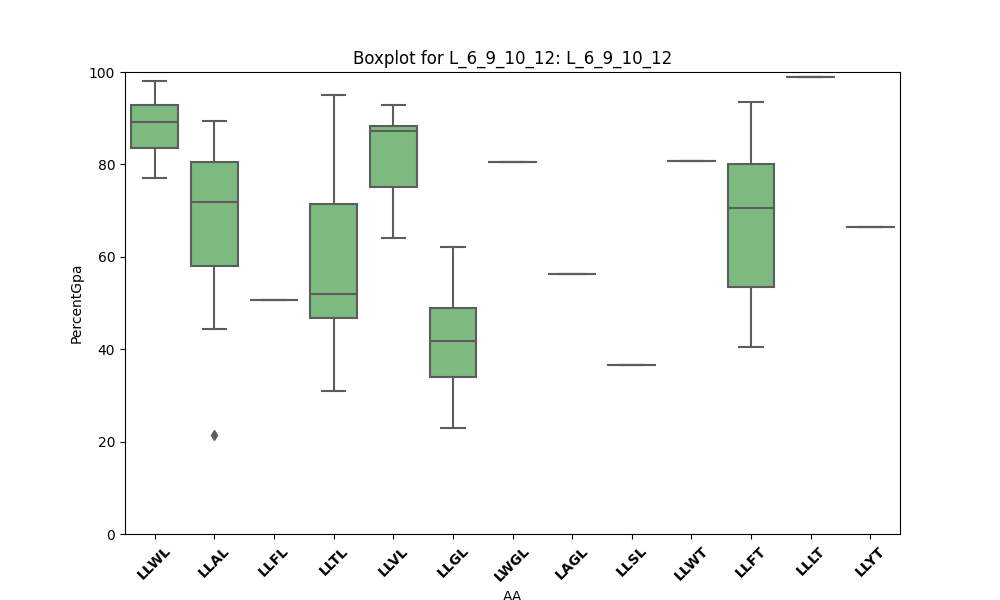 Boxplot for L_6_9_10_12: L_6_9_10_12
PercentGpa
100
80
60
40
20
0
LLWL LLAL LLFL LLTL LLVL LLGL LWGL LAGL LLSL LLWT LLFT LLLT LLYT
AA